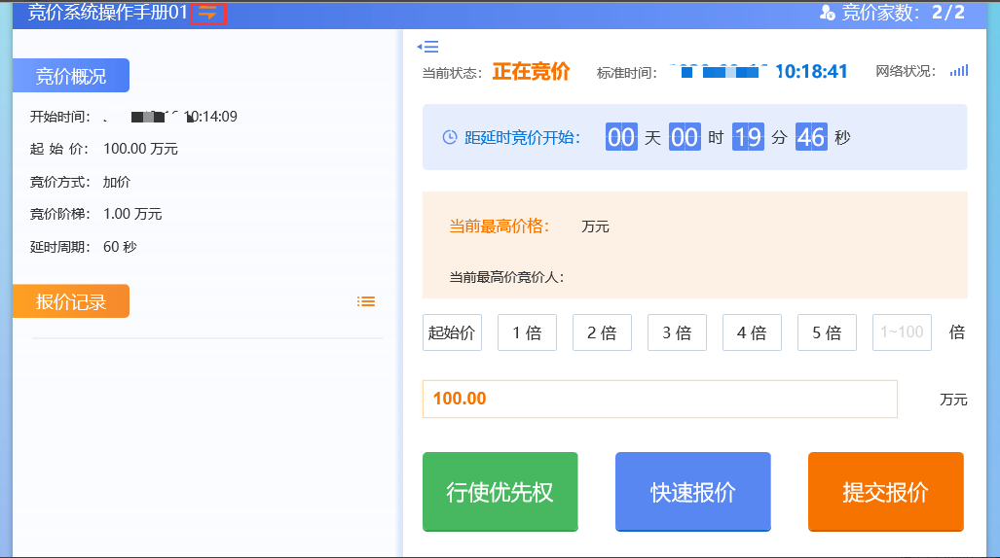 竞价系统操作手册01
竞价家数：2/2
竞价概况
开始时间： 10:14:09
起 始 价： 100.00 万元
竞价方式： 加价
竞价阶梯： 1.00 万元
延时周期： 60 秒
报价记录
当前状态： 正在竞价 标准时间： 10:18:41 网络状况：
距延时竞价开始： 00 天 00 时 19 分 46 秒
当前最高价格： 万元
当前最高价竞价人：
起始价 1 倍 2 倍 3 倍 4 倍 5 倍 1~100 倍
100.00 万元
行使优先权 快速报价 提交报价